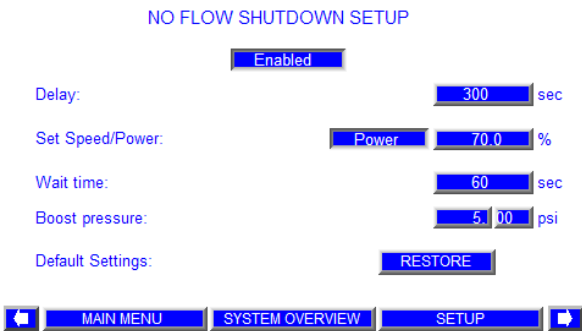 NO FLOW SHUTDOWN SETUP
Enabled
Delay: 300 sec
Set Speed/Power: Power 70.0 %
Wait time: 60 sec
Boost pressure: 5. 00 psi
Default Settings: RESTORE
MAIN MENU SYSTEM OVERVIEW SETUP